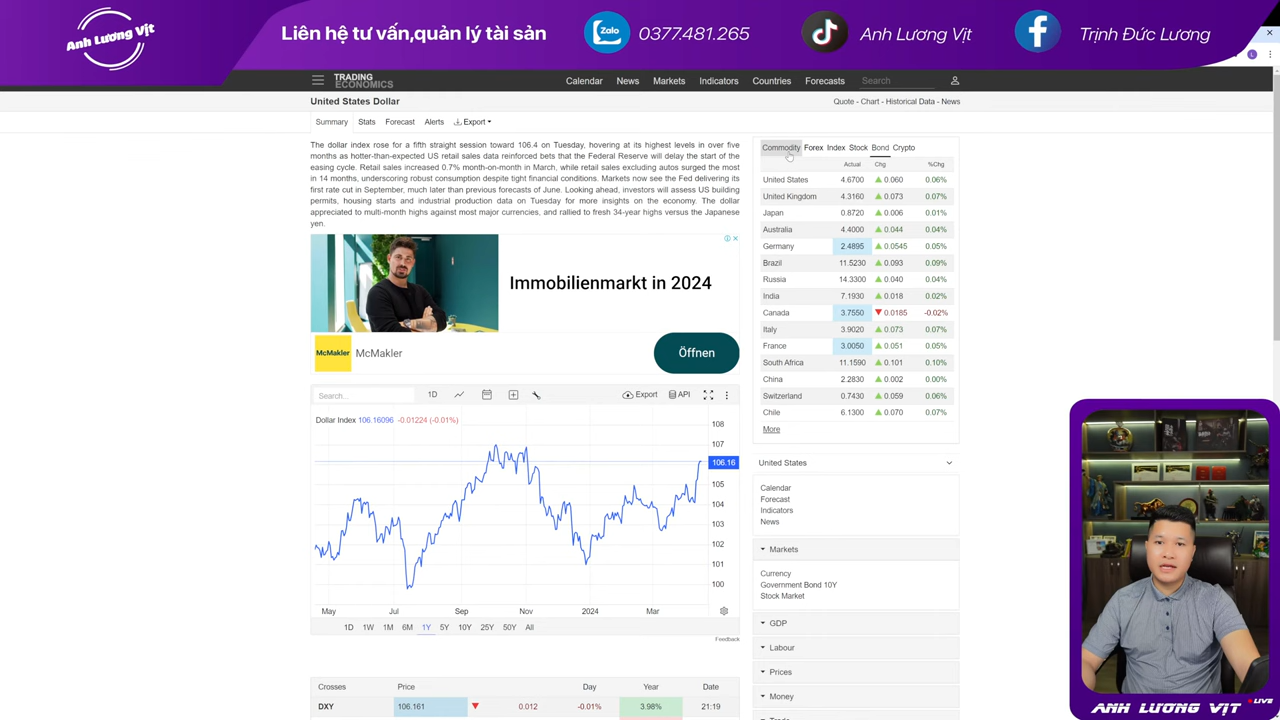 Anh Lương Vịt
Liên hệ tư vấn,quản lý tài sản
Zalo
0377.481.265
Anh Lương Vịt
Trịnh Đức Lương
L
TRADING
ECONOMICS
Calendar News Markets Indicators Countries Forecasts Search
United States Dollar
Quote - Chart - Historical Data - News
Summary Stats Forecast Alerts Export
The dollar index rose for a fifth straight session toward 106.4 on Tuesday, hovering at its highest levels in over five
months as hotter-than-expected US retail sales data reinforced bets that the Federal Reserve will delay the start of the
easing cycle. Retail sales increased 0.7% month-on-month in March, while retail sales excluding autos surged the most
in 14 months, underscoring robust consumption despite tight financial conditions. Markets now see the Fed delivering its
first rate cut in September, much later than previous forecasts of June. Looking ahead, investors will assess US building
permits, housing starts and industrial production data on Tuesday for more insights on the economy. The dollar
appreciated to multi-month highs against most major currencies, and rallied to fresh 34-year highs versus the Japanese
yen.
Immobilienmarkt in 2024
McMakler
McMakler
Öffnen
Search... 1D Export API
Dollar Index 106.16096 -0.01224 (-0.01%)
108
107
106.16
105
104
103
102
101
100
May Jul Sep Nov 2024 Mar
1D 1W 1M 6M 1Y 5Y 10Y 25Y 50Y All
Feedback
Crosses Price Day Year Date
DXY 106.161 0.012 -0.01% 3.98% 21:19
Commodity Forex Index Stock Bond Crypto
Actual Chg %Chg
United States 4.6700 0.060 0.06%
United Kingdom 4.3160 0.073 0.07%
Japan 0.8720 0.006 0.01%
Australia 4.4000 0.044 0.04%
Germany 2.4895 0.0545 0.05%
Brazil 11.5230 0.093 0.09%
Russia 14.3300 0.040 0.04%
India 7.1930 0.018 0.02%
Canada 3.7550 0.0185 -0.02%
Italy 3.9020 0.073 0.07%
France 3.0050 0.051 0.05%
South Africa 11.1590 0.101 0.10%
China 2.2830 0.002 0.00%
Switzerland 0.7430 0.059 0.06%
Chile 6.1300 0.070 0.07%
More
United States
Calendar
Forecast
Indicators
News
Markets
Currency
Government Bond 10Y
Stock Market
GDP
Labour
Prices
Money
ANH LƯƠNG VỊT LIVE